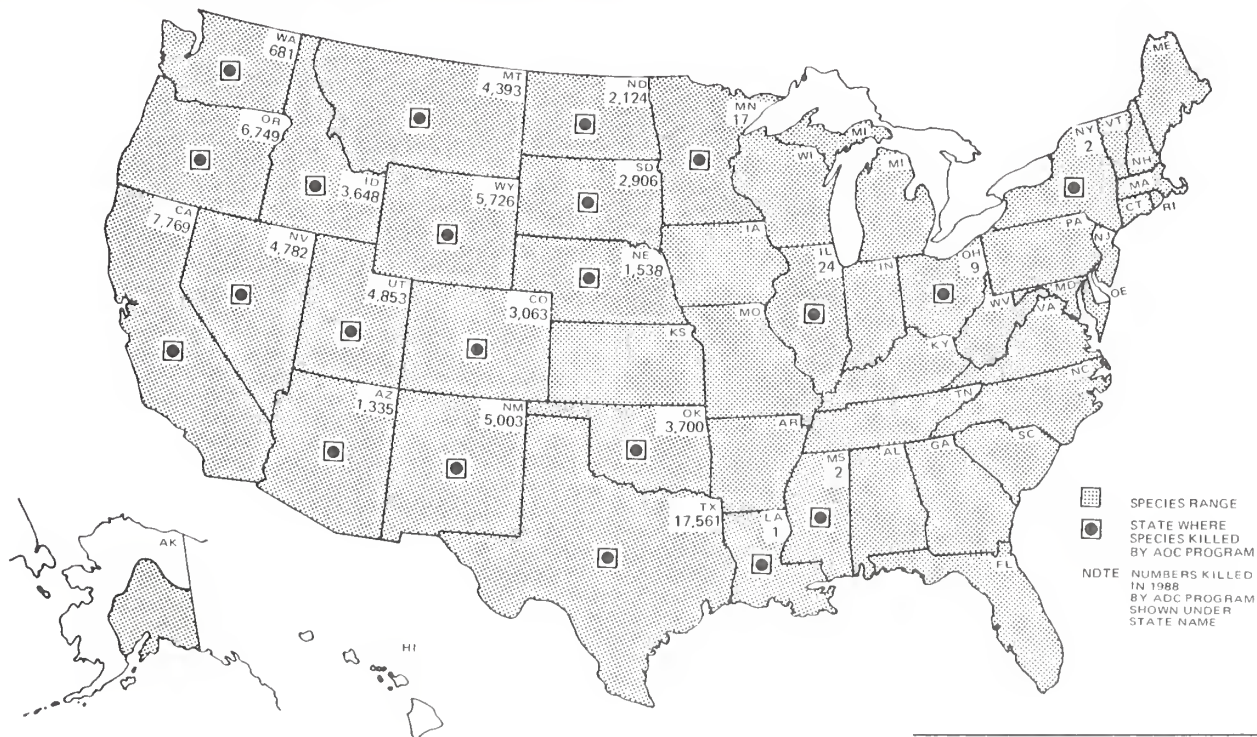 WA
681
MT
4,393
ND
2,124
MN
17
ME
OR
6,749
ID
3,648
WY
5,726
SD
2,906
WI
MI
MI
NY
2
VT
NH
MA
CT
RI
CA
7,769
NV
4,782
UT
4,853
CO
3,063
NE
1,538
IA
IL
24
IN
OH
9
PA
NJ
MD
OE
WV
VA
KS
MO
KY
AZ
1,335
NM
5,003
OK
3,700
AR
TN
NC
SC
MS
2
AL
GA
TX
17,561
LA
1
FL
AK
HI
SPECIES RANGE
STATE WHERE
SPECIES KILLED
BY AOC PROGRAM
NDTE NUMBERS KILLED
IN 1988
BY ADC PROGRAM
SHOWN UNDER
STATE NAME